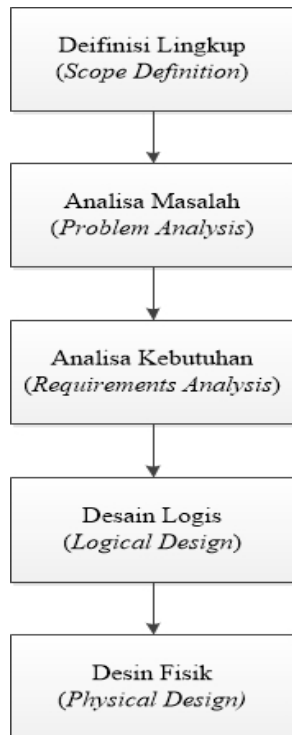 Deifinisi Lingkup
(Scope Definition)
Analisa Masalah
(Problem Analysis)
Analisa Kebutuhan
(Requirements Analysis)
Desain Logis
(Logical Design)
Desin Fisik
(Physical Design)